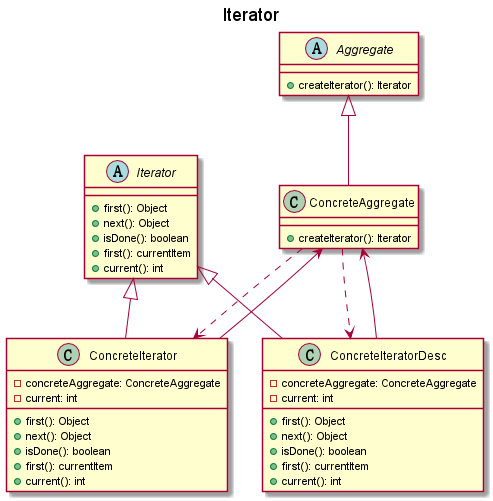 Iterator
A Aggregate
createIterator(): Iterator
A Iterator
first(): Object
next(): Object
isDone(): boolean
first(): currentItem
current(): int
C ConcreteAggregate
createIterator(): Iterator
C ConcreteIterator
concreteAggregate: ConcreteAggregate
current: int
first(): Object
next(): Object
isDone(): boolean
first(): currentItem
current(): int
C ConcreteIteratorDesc
concreteAggregate: ConcreteAggregate
current: int
first(): Object
next(): Object
isDone(): boolean
first(): currentItem
current(): int